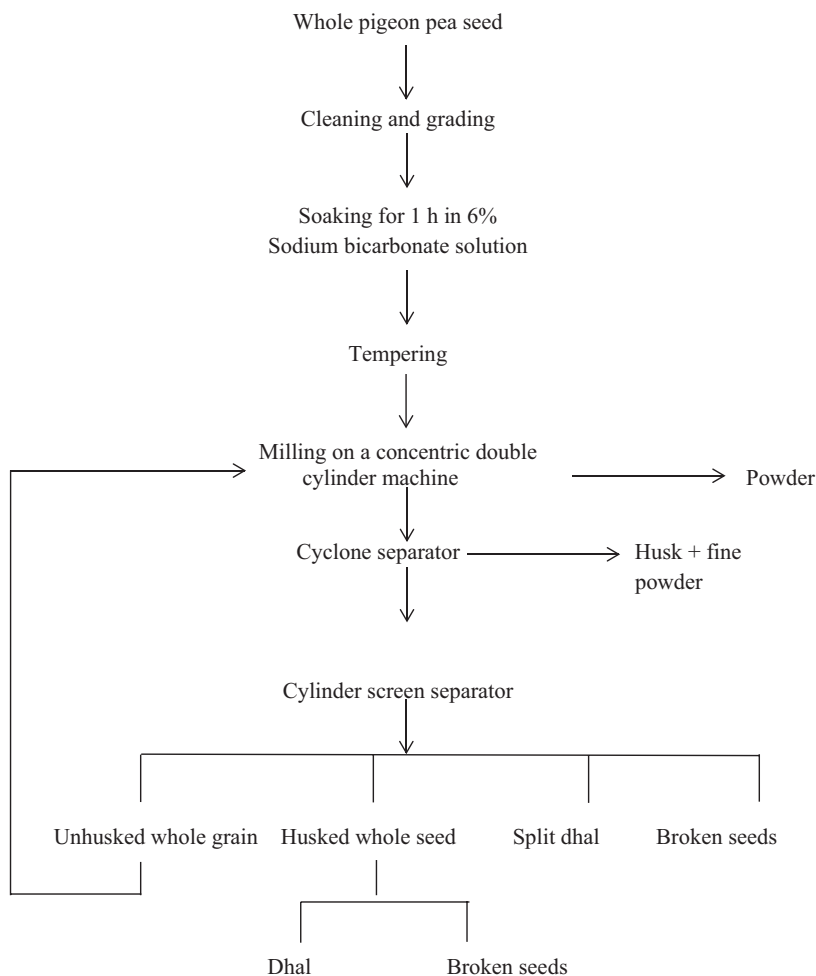 Whole pigeon pea seed
Cleaning and grading
Soaking for 1 h in 6%
Sodium bicarbonate solution
Tempering
Milling on a concentric double
cylinder machine
Powder
Cyclone separator
Husk + fine
powder
Cylinder screen separator
Unhusked whole grain
Husked whole seed
Split dhal
Broken seeds
Dhal
Broken seeds